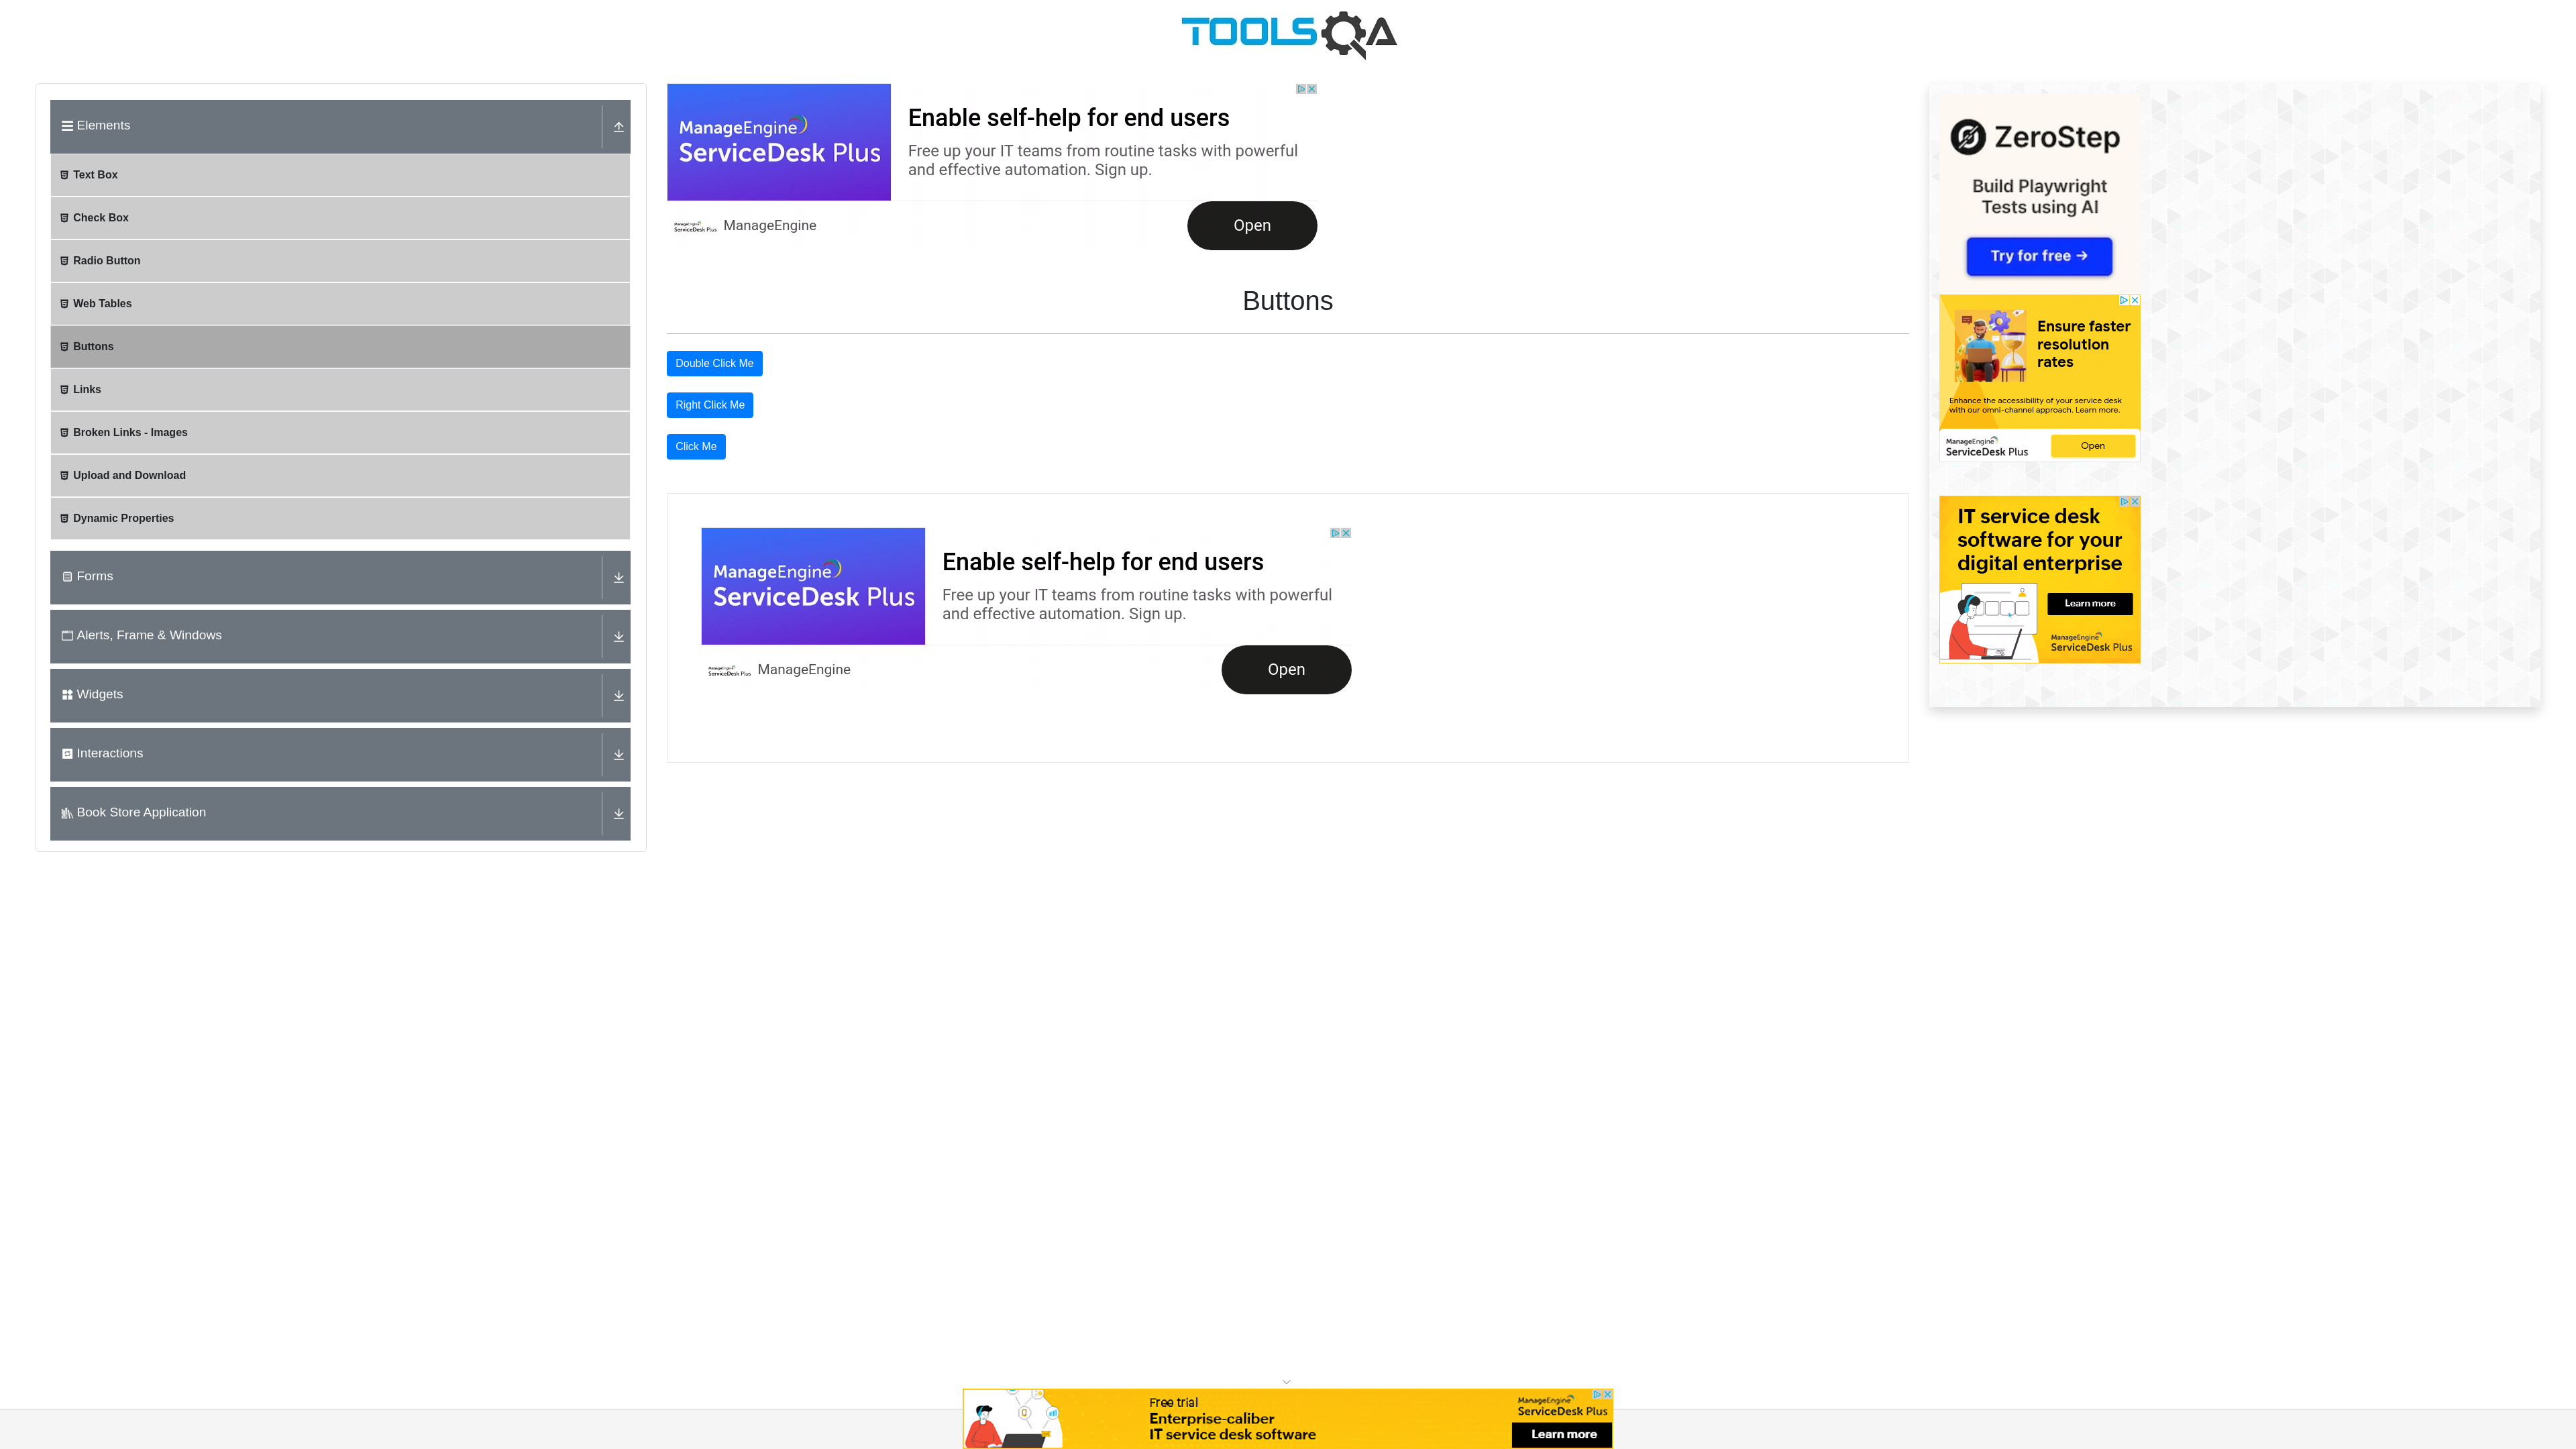 TOOLSQA
Elements
Text Box
Check Box
Radio Button
Web Tables
Buttons
Links
Broken Links - Images
Upload and Download
Dynamic Properties
Forms
Alerts, Frame & Windows
Widgets
Interactions
Book Store Application
ManageEngine
ServiceDesk Plus
Enable self-help for end users
Free up your IT teams from routine tasks with powerful
and effective automation. Sign up.
ManageEngine
ServiceDesk Plus
ManageEngine
Open
Buttons
Double Click Me
Right Click Me
Click Me
ManageEngine
ServiceDesk Plus
Enable self-help for end users
Free up your IT teams from routine tasks with powerful
and effective automation. Sign up.
ManageEngine
ServiceDesk Plus
ManageEngine
Open
ZeroStep
Build Playwright
Tests using AI
Try for free →
Ensure faster
resolution
rates
Enhance the accessibility of your service desk
with our omni-channel approach. Learn more.
ManageEngine
ServiceDesk Plus
Open
IT service desk
software for your
digital enterprise
Learn more
ManageEngine
ServiceDesk Plus
Free trial
Enterprise-caliber
IT service desk software
ManageEngine
ServiceDesk Plus
Learn more